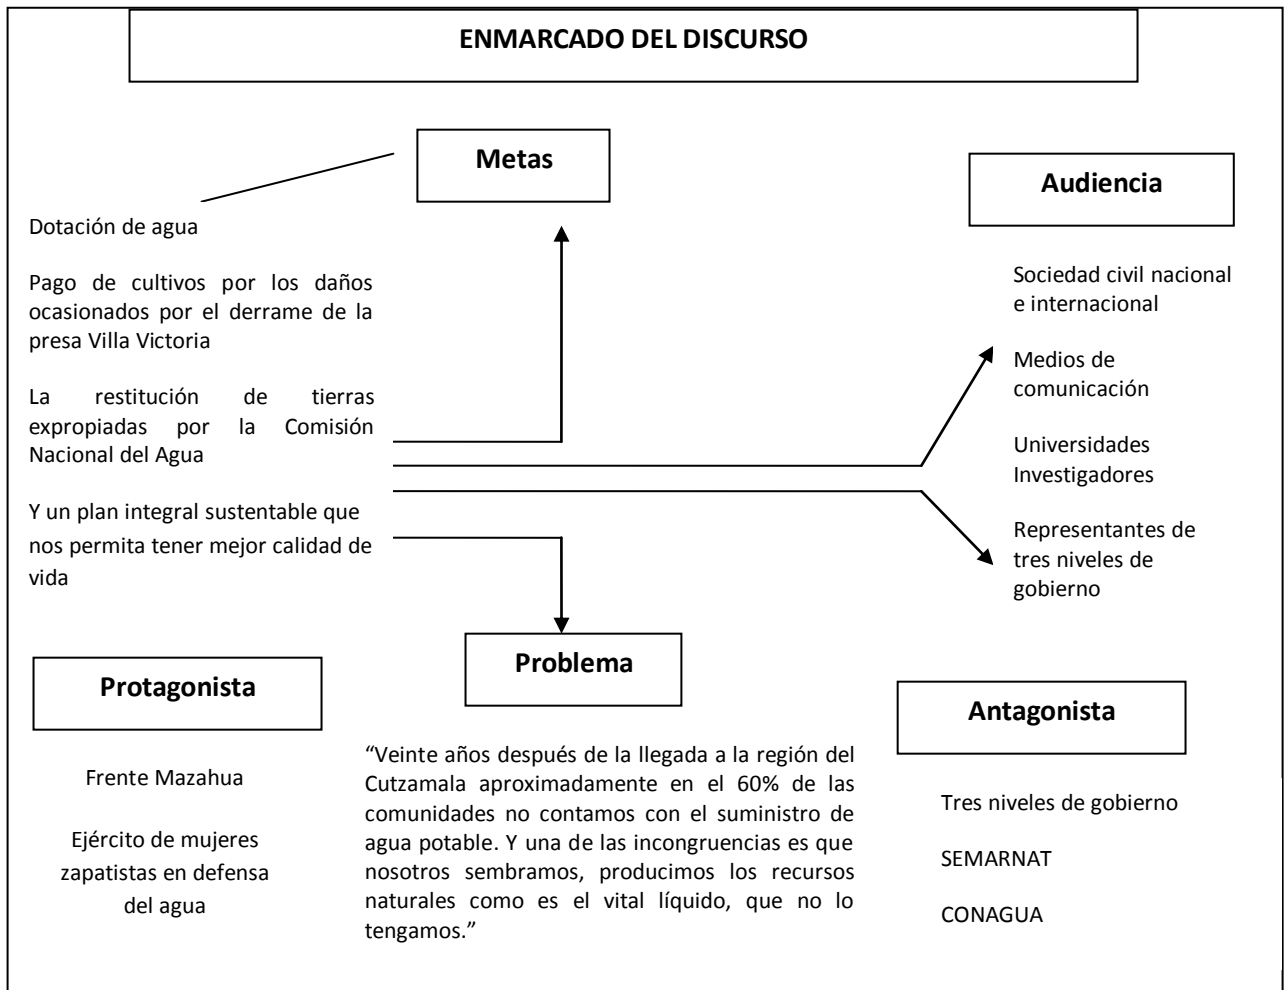 ENMARCADO DEL DISCURSO
Metas
Dotación de agua
Pago de cultivos por los daños
ocasionados por el derrame de la
presa Villa Victoria
La restitución de tierras
expropiadas por la Comisión
Nacional del Agua
Y un plan integral sustentable que
nos permita tener mejor calidad de
vida
Audiencia
Sociedad civil nacional
e internacional
Medios de
comunicación
Universidades
Investigadores
Representantes de
tres niveles de
gobierno
Protagonista
Frente Mazahua
Ejército de mujeres
zapatistas en defensa
del agua
Problema
“Veinte años después de la llegada a la región del
Cutzamala aproximadamente en el 60% de las
comunidades no contamos con el suministro de
agua potable. Y una de las incongruencias es que
nosotros sembramos, producimos los recursos
naturales como es el vital líquido, que no lo
tengamos.”
Antagonista
Tres niveles de gobierno
SEMARNAT
CONAGUA